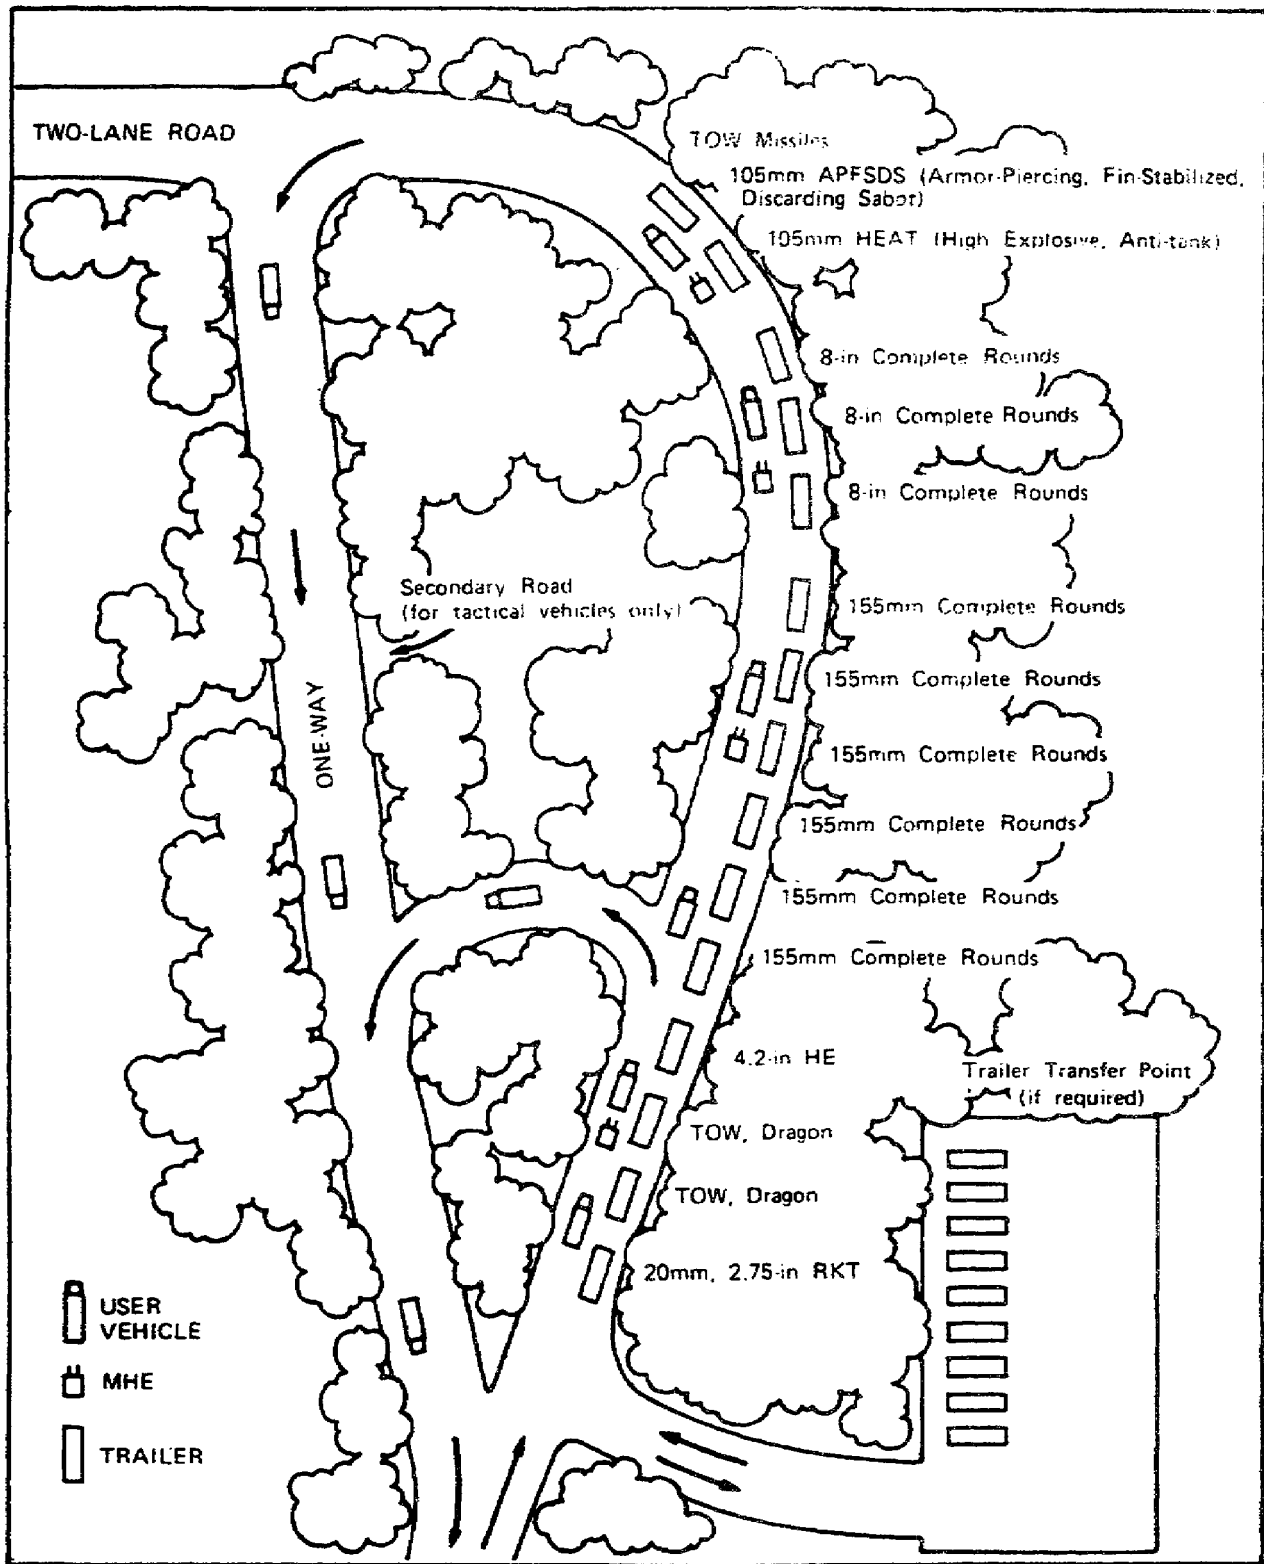 TWO-LANE ROAD
TOW Missiles
105mm APFSDS (Armor-Piercing, Fin-Stabilized,
Discarding Sabot)
105mm HEAT (High Explosive, Anti-tank)
8-in Complete Rounds
8-in Complete Rounds
8-in Complete Rounds
Secondary Road
(for tactical vehicles only)
155mm Complete Rounds
155mm Complete Rounds
ONE-WAY
155mm Complete Rounds
155mm Complete Rounds
155mm Complete Rounds
155mm Complete Rounds
4.2-in HE
Trailer Transfer Point
(if required)
TOW, Dragon
TOW, Dragon
20mm, 2.75-in RKT
USER
VEHICLE
MHE
TRAILER